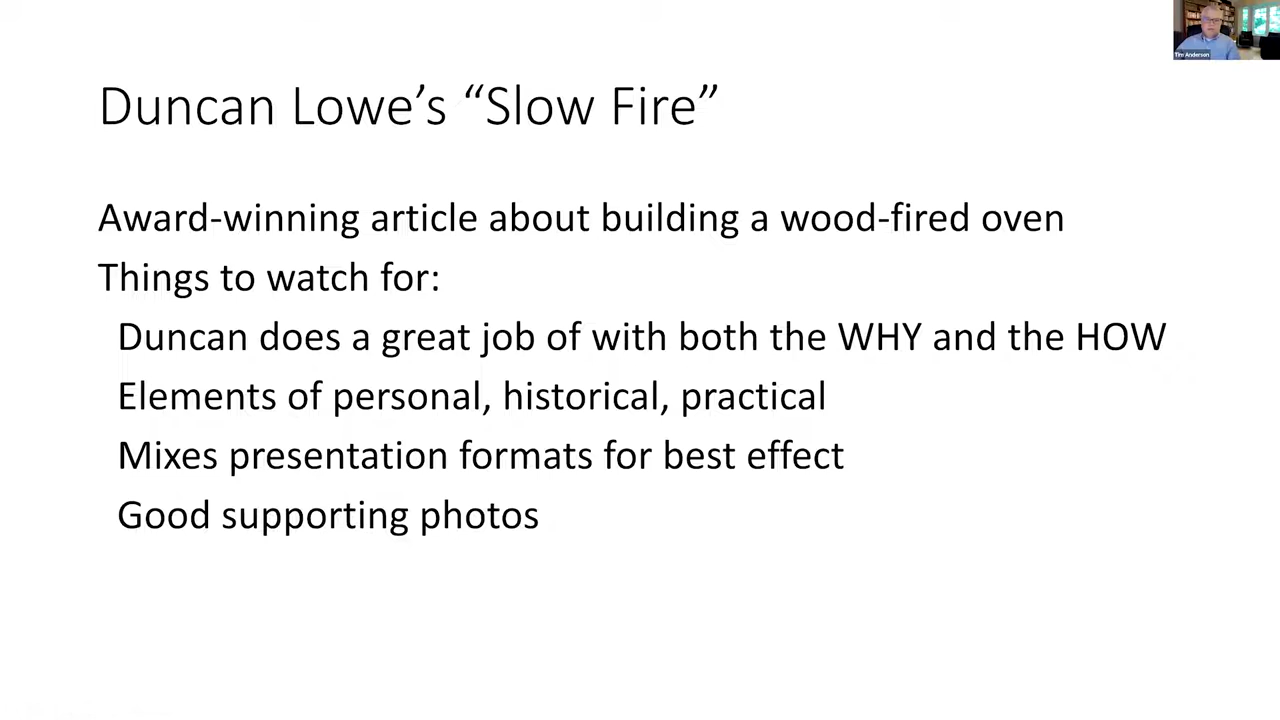 Tim Anderson
Duncan Lowe’s “Slow Fire”
Award-winning article about building a wood-fired oven
Things to watch for:
Duncan does a great job of with both the WHY and the HOW
Elements of personal, historical, practical
Mixes presentation formats for best effect
Good supporting photos